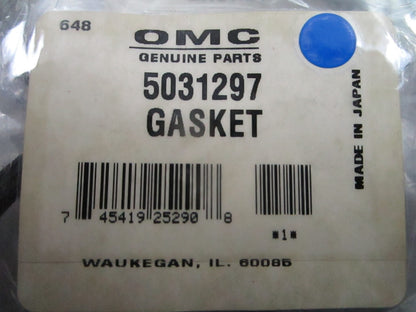 648
OMC
GENUINE PARTS
5031297
GASKET
MADE IN JAPAN
7 45419 25290 8
*1*
WAUKEGAN, IL. 60085